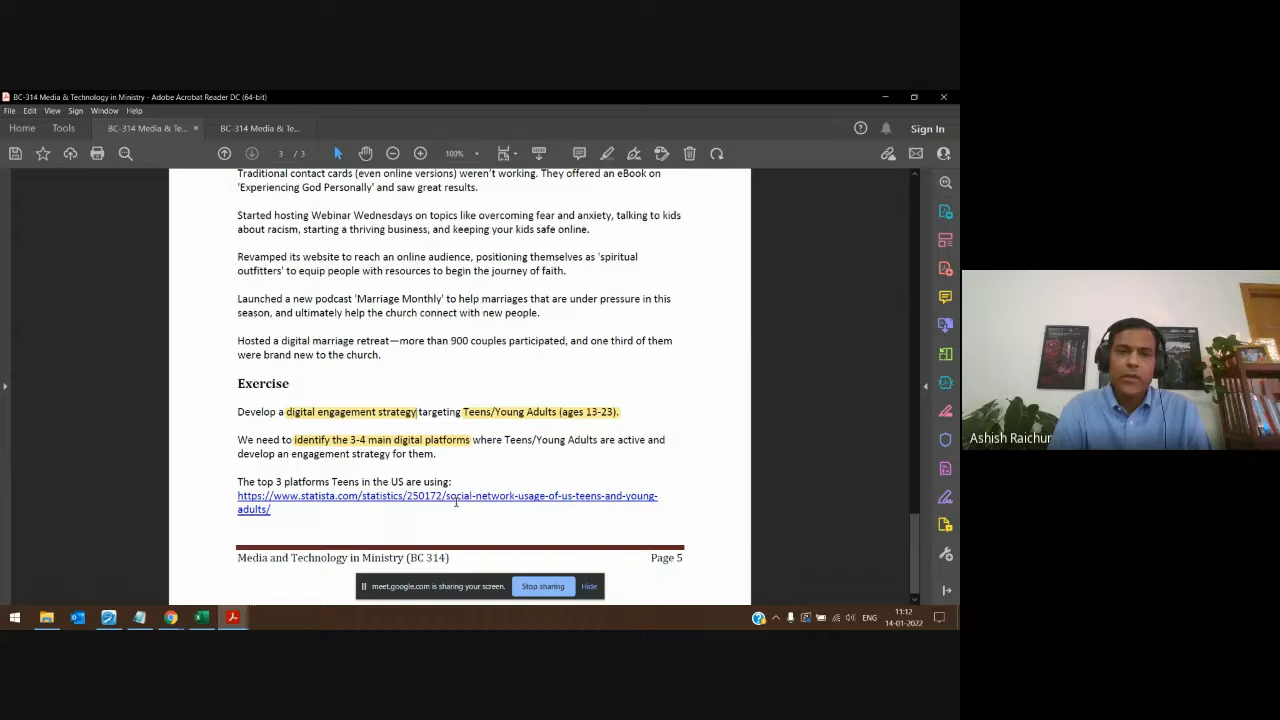 BC-314 Media & Technology in Ministry - Adobe Acrobat Reader DC (64-bit)
File Edit View Sign Window Help
Home Tools BC-314 Media & Te... × BC-314 Media & Te... Sign In
3 / 3 100%
Traditional contact cards (even online versions) weren't working. They offered an eBook on
'Experiencing God Personally' and saw great results.
Started hosting Webinar Wednesdays on topics like overcoming fear and anxiety, talking to kids
about racism, starting a thriving business, and keeping your kids safe online.
Revamped its website to reach an online audience, positioning themselves as 'spiritual
outfitters' to equip people with resources to begin the journey of faith.
Launched a new podcast 'Marriage Monthly' to help marriages that are under pressure in this
season, and ultimately help the church connect with new people.
Hosted a digital marriage retreat—more than 900 couples participated, and one third of them
were brand new to the church.
Exercise
Develop a digital engagement strategy targeting Teens/Young Adults (ages 13-23).
We need to identify the 3-4 main digital platforms where Teens/Young Adults are active and
develop an engagement strategy for them.
The top 3 platforms Teens in the US are using:
https://www.statista.com/statistics/250172/social-network-usage-of-us-teens-and-young-
adults/
Media and Technology in Ministry (BC 314) Page 5
meet.google.com is sharing your screen. Stop sharing Hide
ENG 11:12
14-01-2022
Ashish Raichur